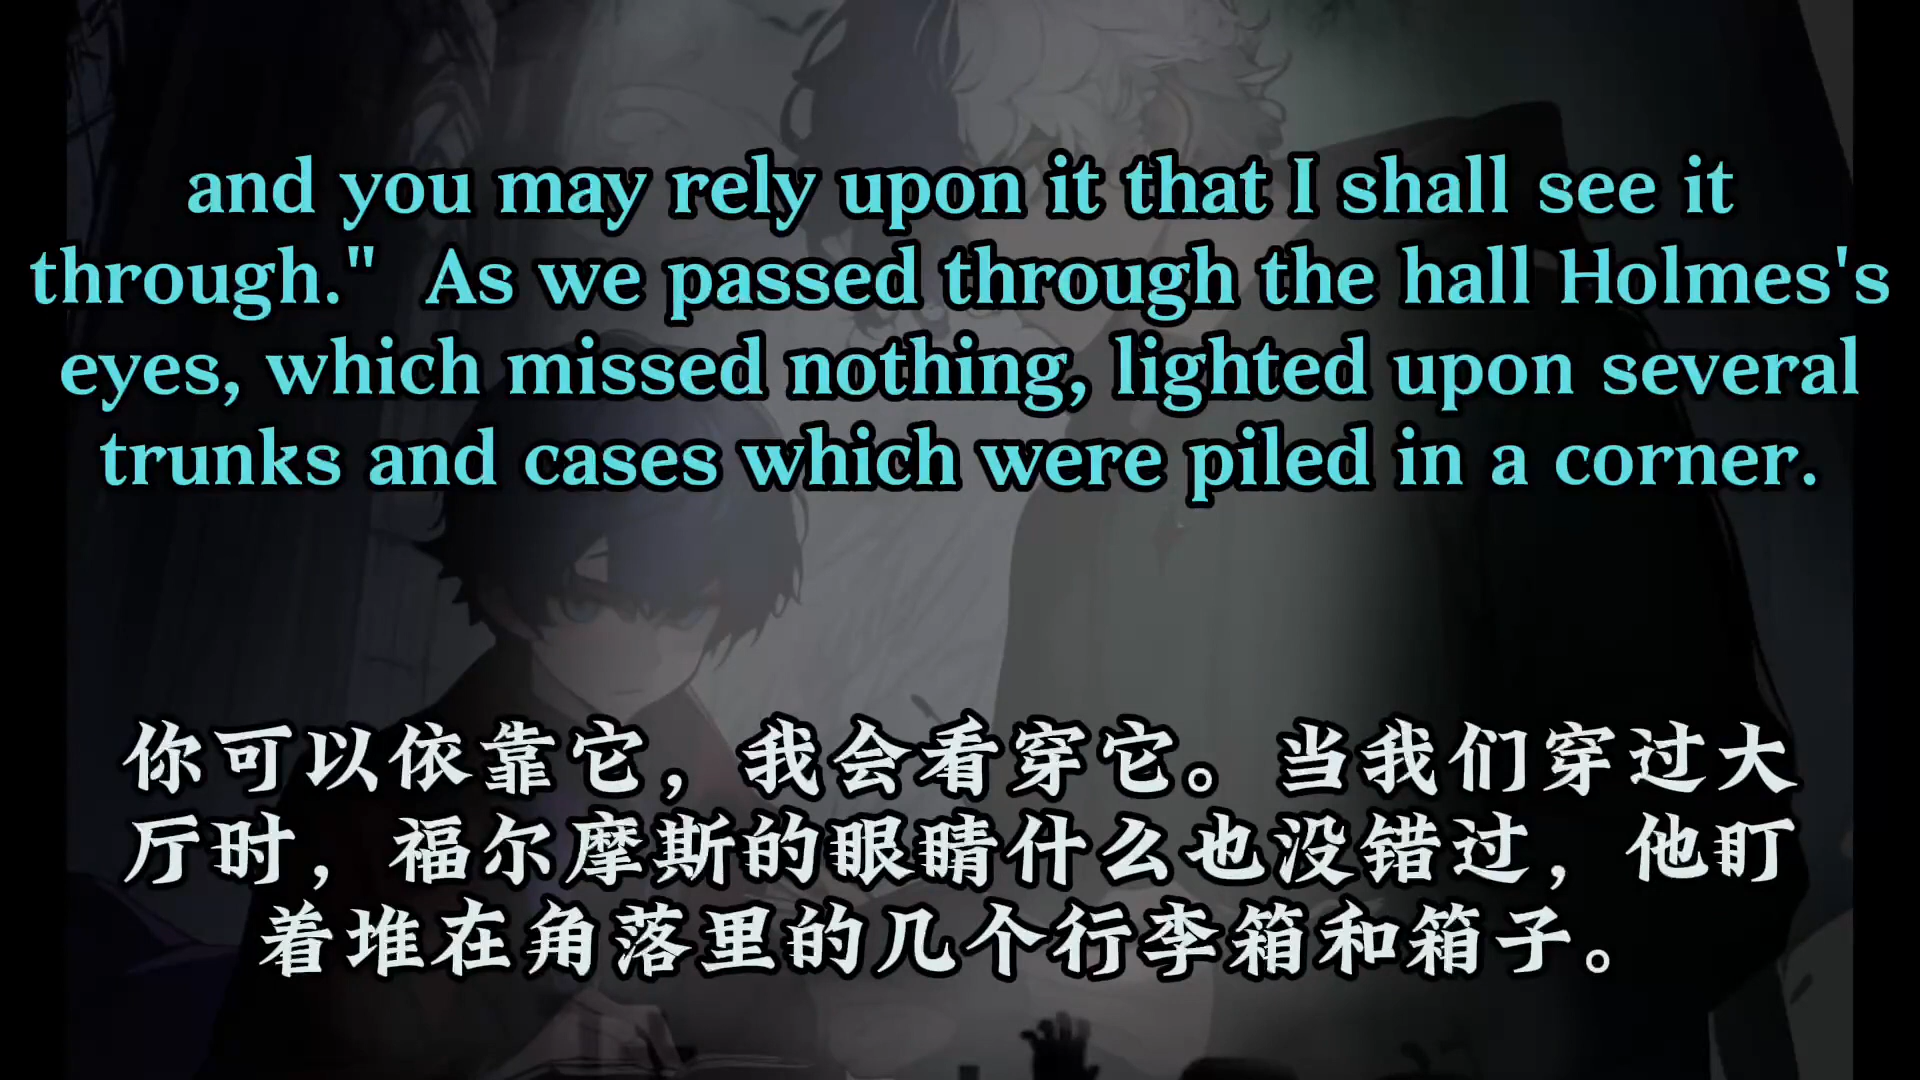 and you may rely upon it that I shall see it
through."  As we passed through the hall Holmes's
eyes, which missed nothing, lighted upon several
trunks and cases which were piled in a corner.
你可以依靠它，我会看穿它。当我们穿过大
厅时，福尔摩斯的眼睛什么也没错过，他盯
着堆在角落里的几个行李箱和箱子。